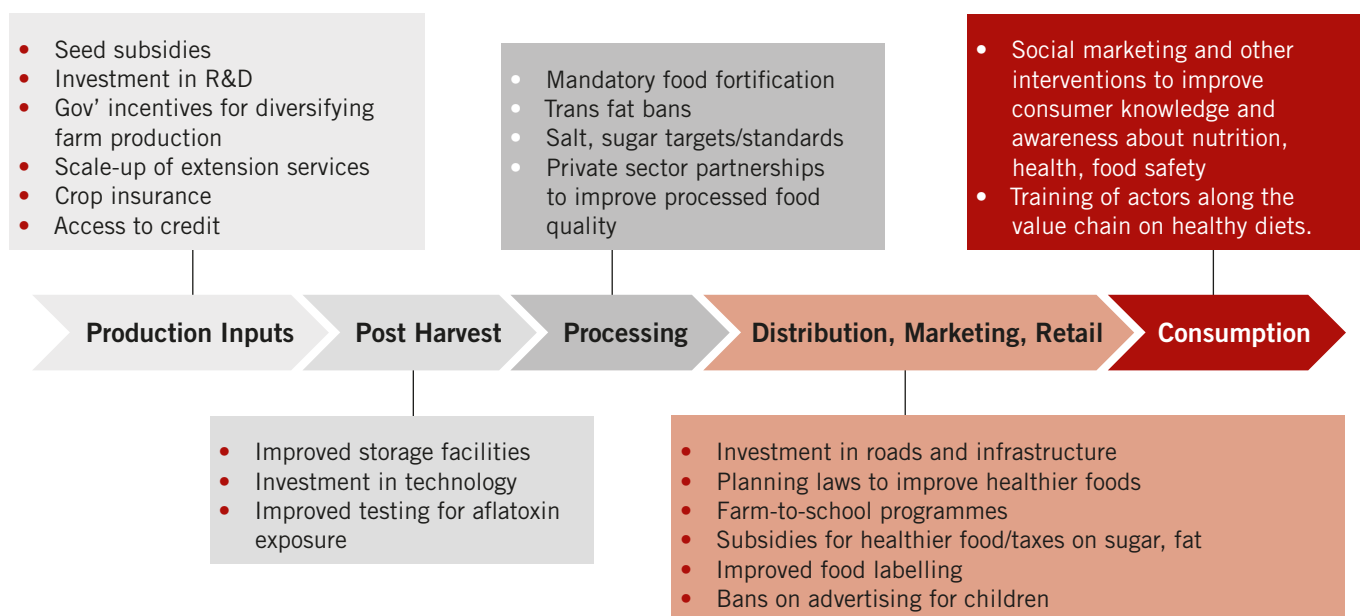 • Seed subsidies
• Investment in R&D
• Gov’ incentives for diversifying
farm production
• Scale-up of extension services
• Crop insurance
• Access to credit
• Mandatory food fortification
• Trans fat bans
• Salt, sugar targets/standards
• Private sector partnerships
to improve processed food
quality
• Social marketing and other
interventions to improve
consumer knowledge and
awareness about nutrition,
health, food safety
• Training of actors along the
value chain on healthy diets.
Production Inputs
Post Harvest
Processing
Distribution, Marketing, Retail
Consumption
• Improved storage facilities
• Investment in technology
• Improved testing for aflatoxin
exposure
• Investment in roads and infrastructure
• Planning laws to improve healthier foods
• Farm-to-school programmes
• Subsidies for healthier food/taxes on sugar, fat
• Improved food labelling
• Bans on advertising for children